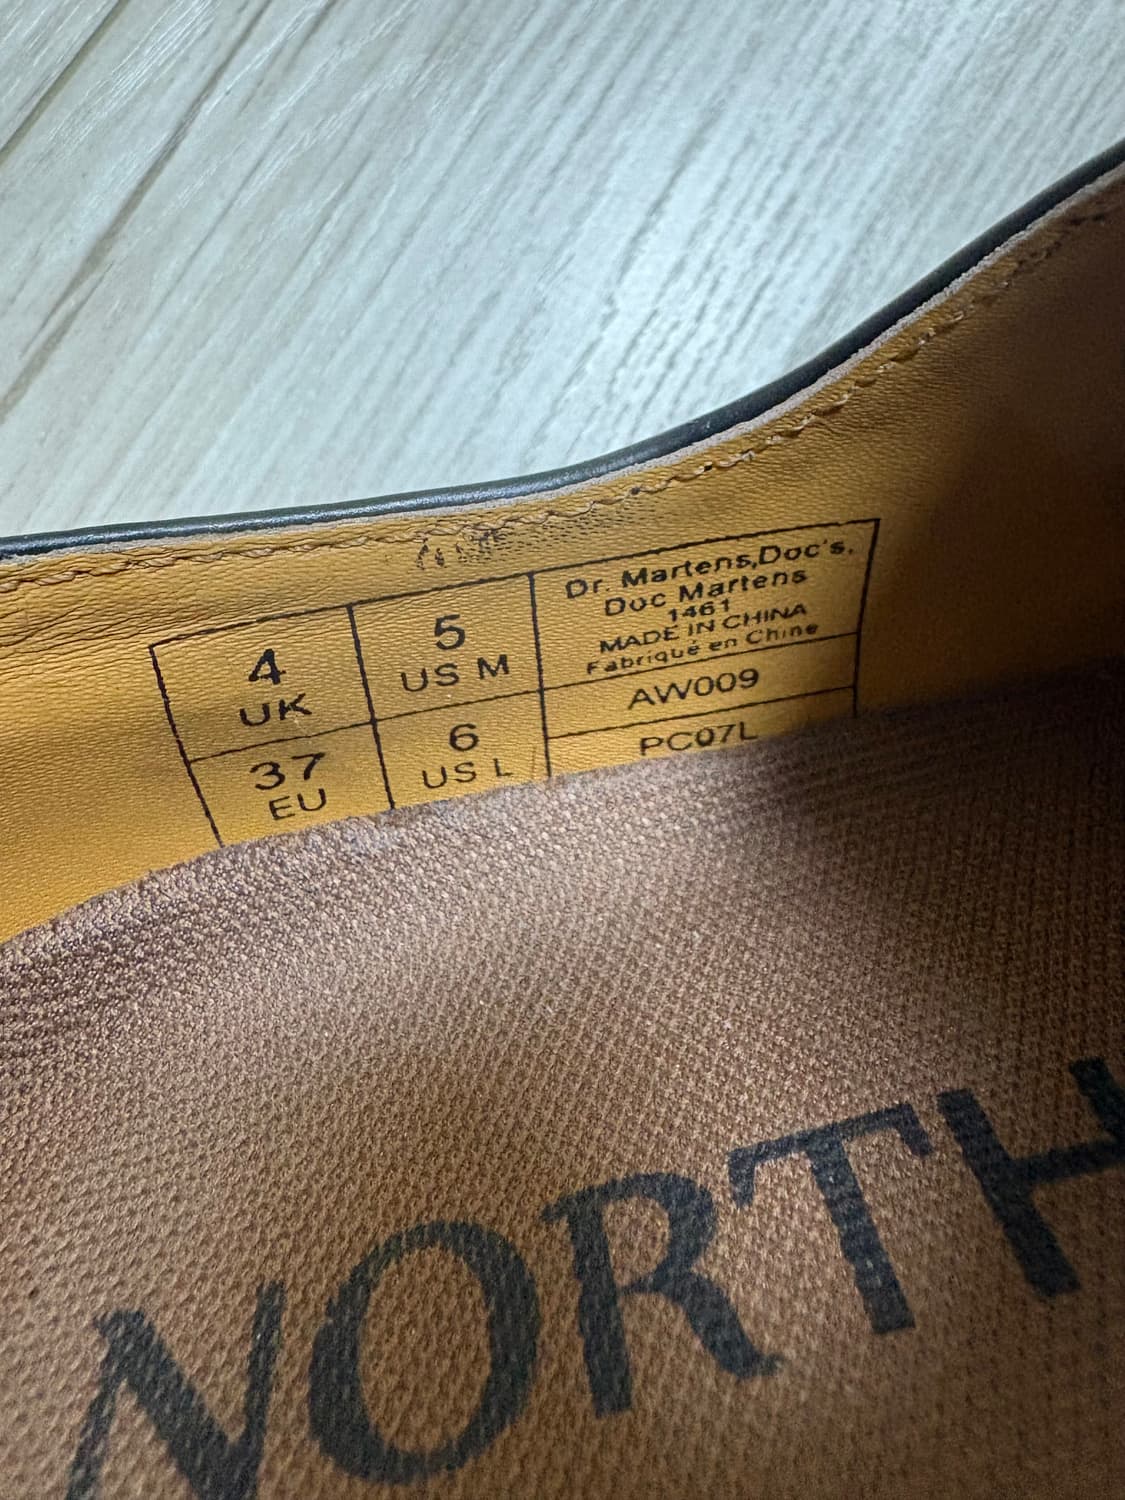 4
UK
5
US M
37
EU
6
US L
Dr. Martens,Doc's,
Doc Martens
1461
MADE IN CHINA
Fabriqué en Chine
AW009
PC07L
NORTH